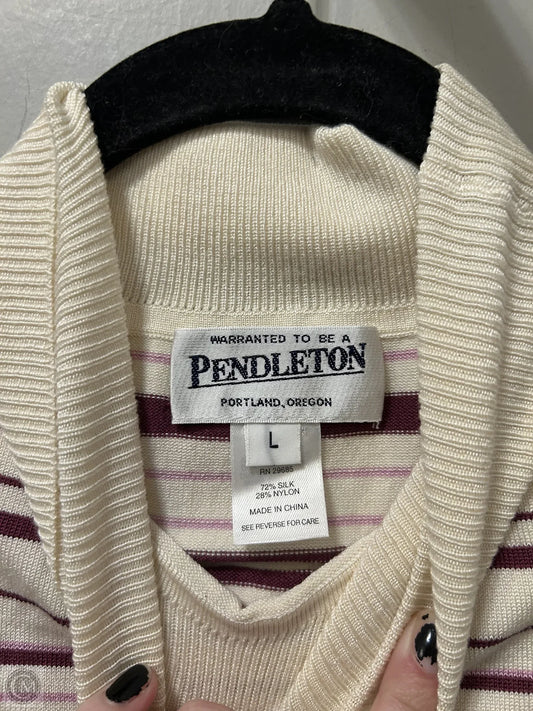 WARRANTED TO BE A
PENDLETON
PORTLAND, OREGON
L
RN 29685
72% SILK
28% NYLON
MADE IN CHINA
SEE REVERSE FOR CARE